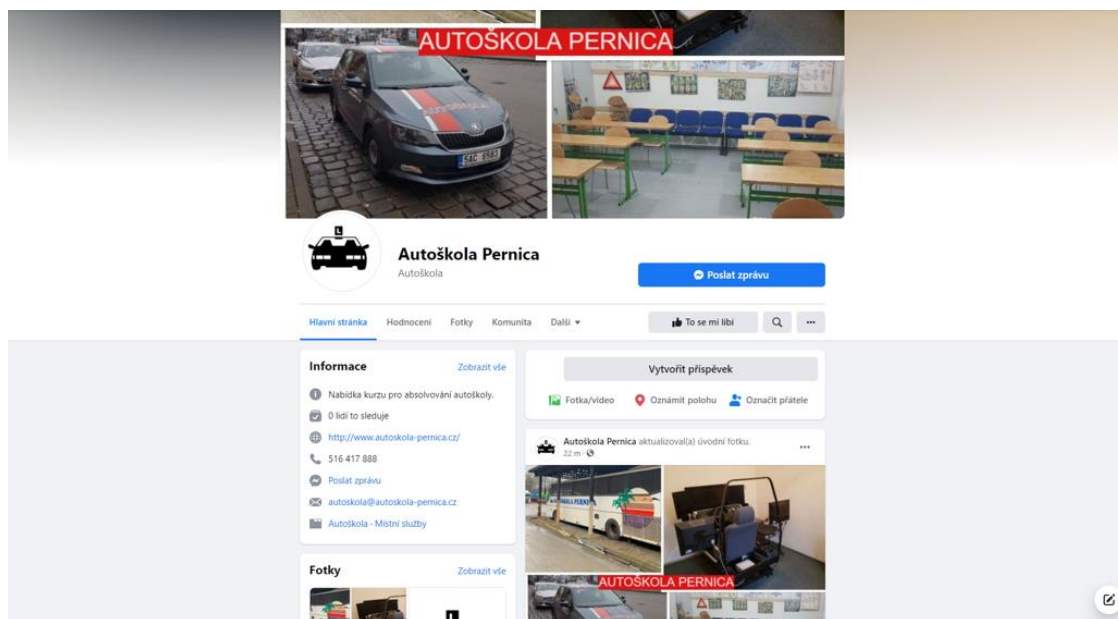 AUTOŠKOLA PERNICA
AUTOŠKOLA
5AC 8583
L
Autoškola Pernica
Autoškola
Poslat zprávu
Hlavní stránka
Hodnocení
Fotky
Komunita
Další
To se mi líbí
Informace
Zobrazit vše
Nabídka kurzu pro absolvování autoškoly.
0 lidí to sleduje
http://www.autoskola-pernica.cz/
516 417 888
Poslat zprávu
autoskola@autoskola-pernica.cz
Autoškola · Místní služby
Fotky
Zobrazit vše
Vytvořit příspěvek
Fotka/video
Oznámit polohu
Označit přátele
Autoškola Pernica aktualizoval(a) úvodní fotku.
22 m ·
AUTOŠKOLA PERNICA